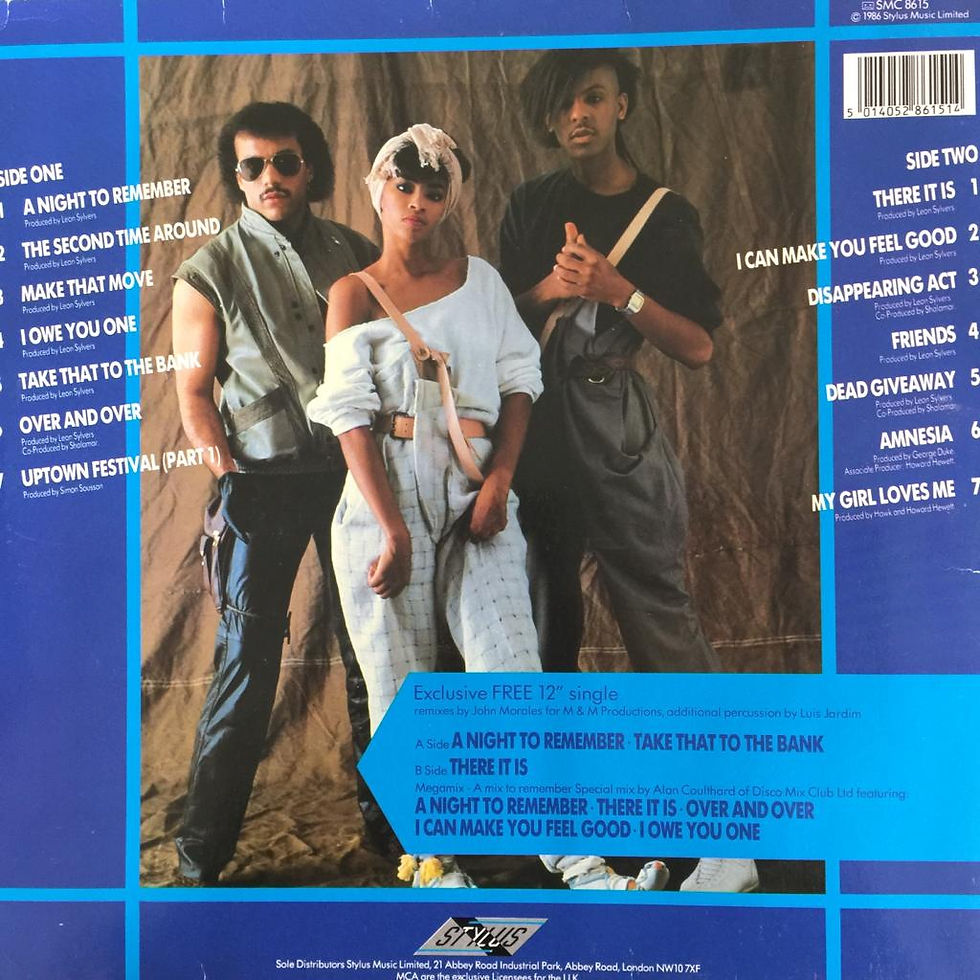 SMC 8615
© 1986 Stylus Music Limited
5 014052 861514
SIDE ONE
1 A NIGHT TO REMEMBER
Produced by Leon Sylvers
2 THE SECOND TIME AROUND
Produced by Leon Sylvers
3 MAKE THAT MOVE
Produced by Leon Sylvers
4 I OWE YOU ONE
Produced by Leon Sylvers
TAKE THAT TO THE BANK
Produced by Leon Sylvers
OVER AND OVER
Produced by Leon Sylvers
Co-Produced by Shalamar.
7 UPTOWN FESTIVAL (PART 1)
Produced by Simon Soussan
SIDE TWO
THERE IT IS 1
Produced by Leon Sylvers
I CAN MAKE YOU FEEL GOOD 2
Produced by Leon Sylvers
DISAPPEARING ACT 3
Produced by Leon Sylvers
Co-Produced by Shalamar.
FRIENDS 4
Produced by Leon Sylvers
DEAD GIVEAWAY 5
Produced by Leon Sylvers
Co-Produced by Shalamar.
AMNESIA 6
Produced by George Duke.
Associate Producer: Howard Hewett.
MY GIRL LOVES ME 7
Produced by Hawk and Howard Hewett
Exclusive FREE 12" single
remixes by John Morales for M & M Productions, additional percussion by Luis Jardim
A Side A NIGHT TO REMEMBER · TAKE THAT TO THE BANK
B Side THERE IT IS
Megamix - A mix to remember Special mix by Alan Coulthard of Disco Mix Club Ltd featuring:
A NIGHT TO REMEMBER · THERE IT IS · OVER AND OVER
I CAN MAKE YOU FEEL GOOD · I OWE YOU ONE
STYLUS
Sole Distributors Stylus Music Limited, 21 Abbey Road Industrial Park, Abbey Road, London NW10 7XF
MCA are the exclusive Licensees for the U.K.